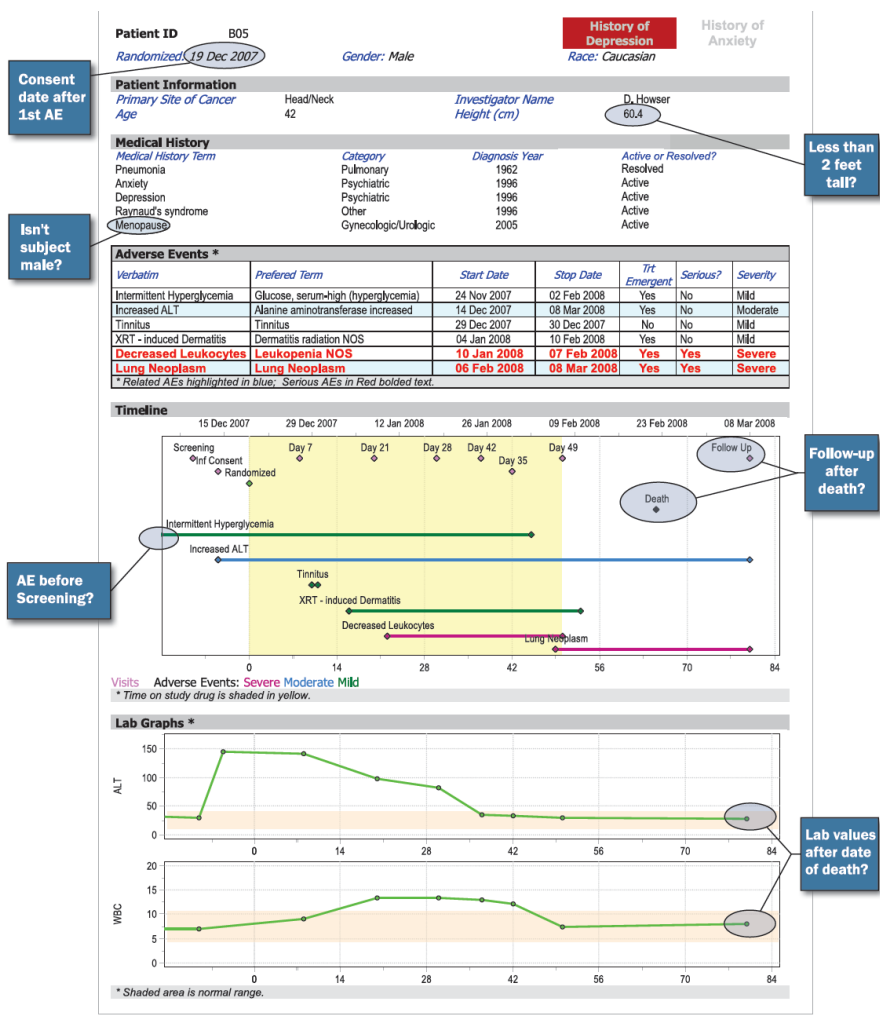 Patient ID B05
History of Depression
History of Anxiety
Randomized: 19 Dec 2007 Gender: Male Race: Caucasian
Consent date after 1st AE
Patient Information
Primary Site of Cancer Head/Neck Investigator Name D. Howser
Age 42 Height (cm) 60.4
Less than 2 feet tall?
Medical History
Medical History Term Category Diagnosis Year Active or Resolved?
Pneumonia Pulmonary 1962 Resolved
Anxiety Psychiatric 1996 Active
Depression Psychiatric 1996 Active
Raynaud's syndrome Other 1996 Active
Menopause Gynecologic/Urologic 2005 Active
Isn't subject male?
Adverse Events *
Verbatim Prefered Term Start Date Stop Date Trt Emergent Serious? Severity
Intermittent Hyperglycemia Glucose, serum-high (hyperglycemia) 24 Nov 2007 02 Feb 2008 Yes No Mild
Increased ALT Alanine aminotransferase increased 14 Dec 2007 08 Mar 2008 Yes No Moderate
Tinnitus Tinnitus 29 Dec 2007 30 Dec 2007 No No Mild
XRT - induced Dermatitis Dermatitis radiation NOS 04 Jan 2008 10 Feb 2008 Yes No Mild
Decreased Leukocytes Leukopenia NOS 10 Jan 2008 07 Feb 2008 Yes Yes Severe
Lung Neoplasm Lung Neoplasm 06 Feb 2008 08 Mar 2008 Yes Yes Severe
* Related AEs highlighted in blue; Serious AEs in Red bolded text.
Timeline
15 Dec 2007 29 Dec 2007 12 Jan 2008 26 Jan 2008 09 Feb 2008 23 Feb 2008 08 Mar 2008
Screening Day 7 Day 21 Day 28 Day 42 Day 49 Follow Up
Inf Consent Day 35
Randomized
Follow-up after death?
Death
Intermittent Hyperglycemia
Increased ALT
AE before Screening?
Tinnitus
XRT - induced Dermatitis
Decreased Leukocytes
Lung Neoplasm
0 14 28 42 56 70 84
Visits Adverse Events: Severe Moderate Mild
* Time on study drug is shaded in yellow.
Lab Graphs *
ALT
150
100
50
0
0 14 28 42 56 70 84
Lab values after date of death?
WBC
20
15
10
5
0
0 14 28 42 56 70 84
* Shaded area is normal range.